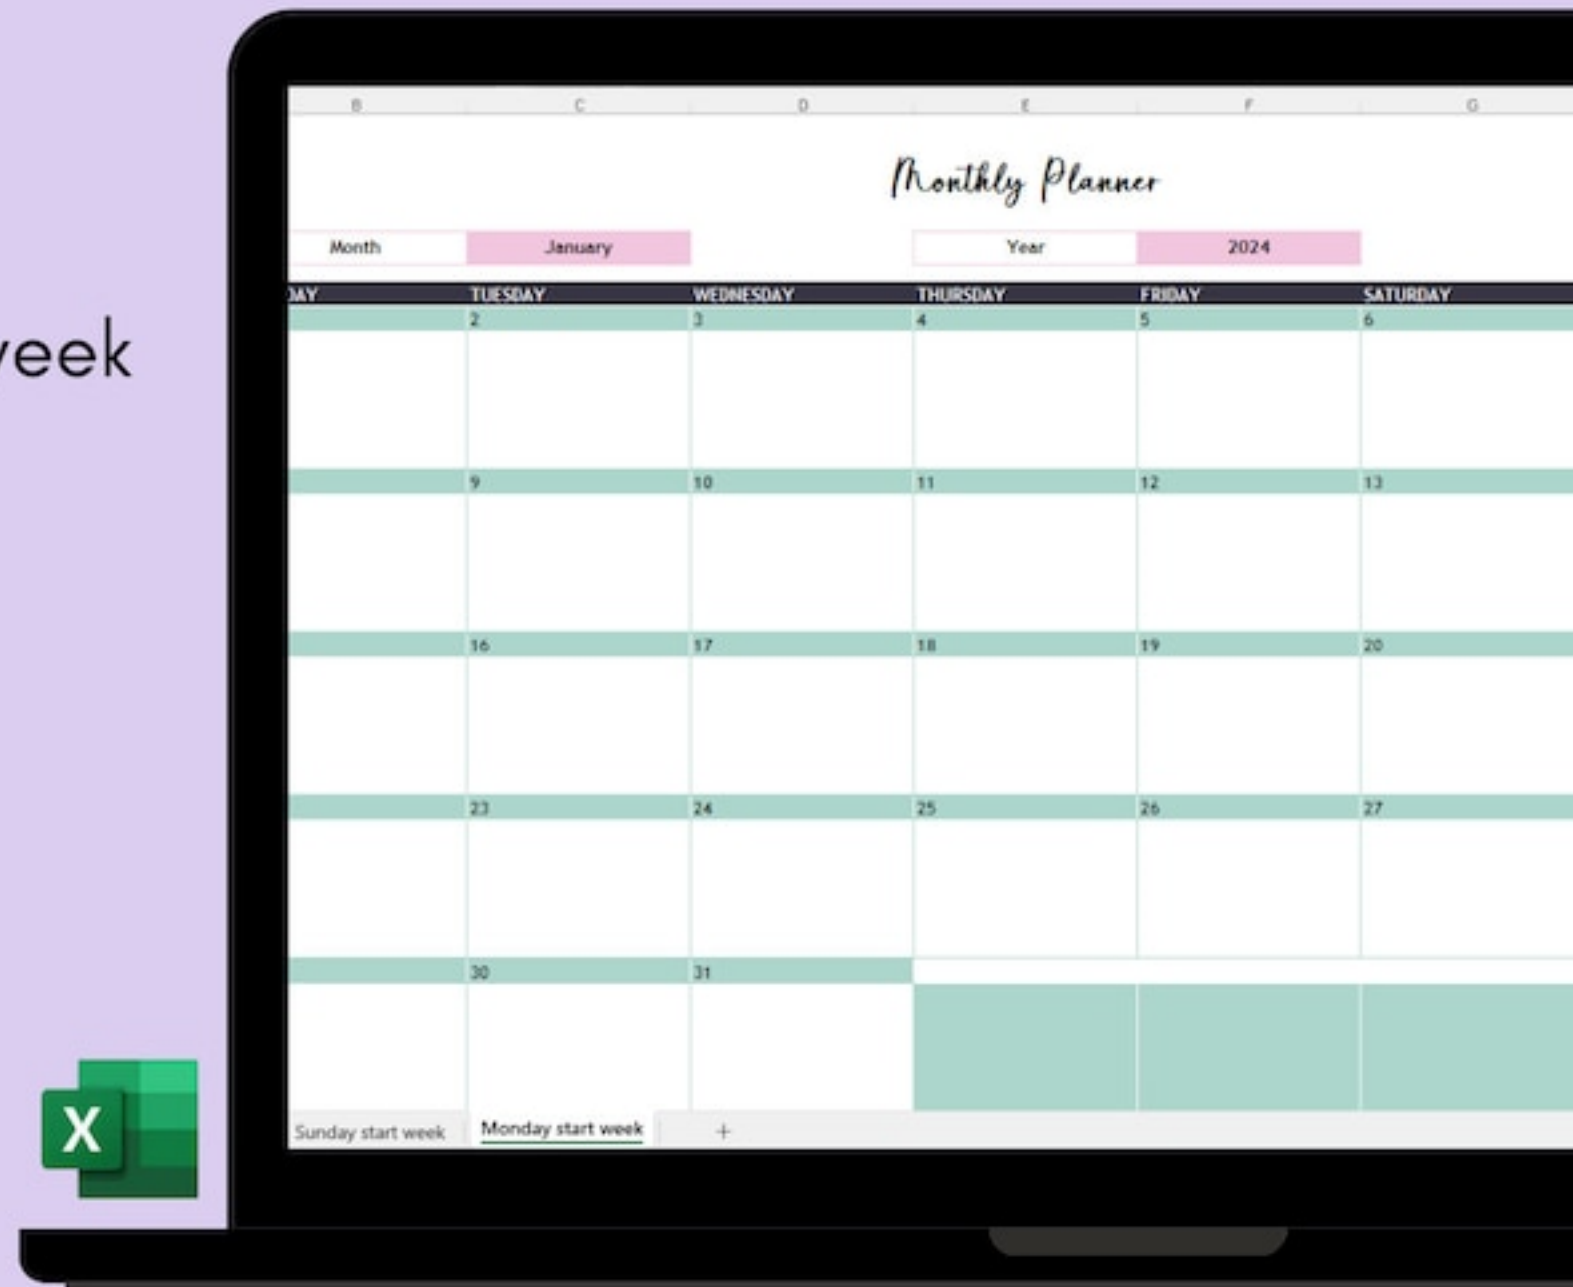 B C D E F G
Monthly Planner
Month January Year 2024
DAY TUESDAY WEDNESDAY THURSDAY FRIDAY SATURDAY
2 3 4 5 6
week
9 10 11 12 13
16 17 18 19 20
23 24 25 26 27
30 31
X
Sunday start week Monday start week +